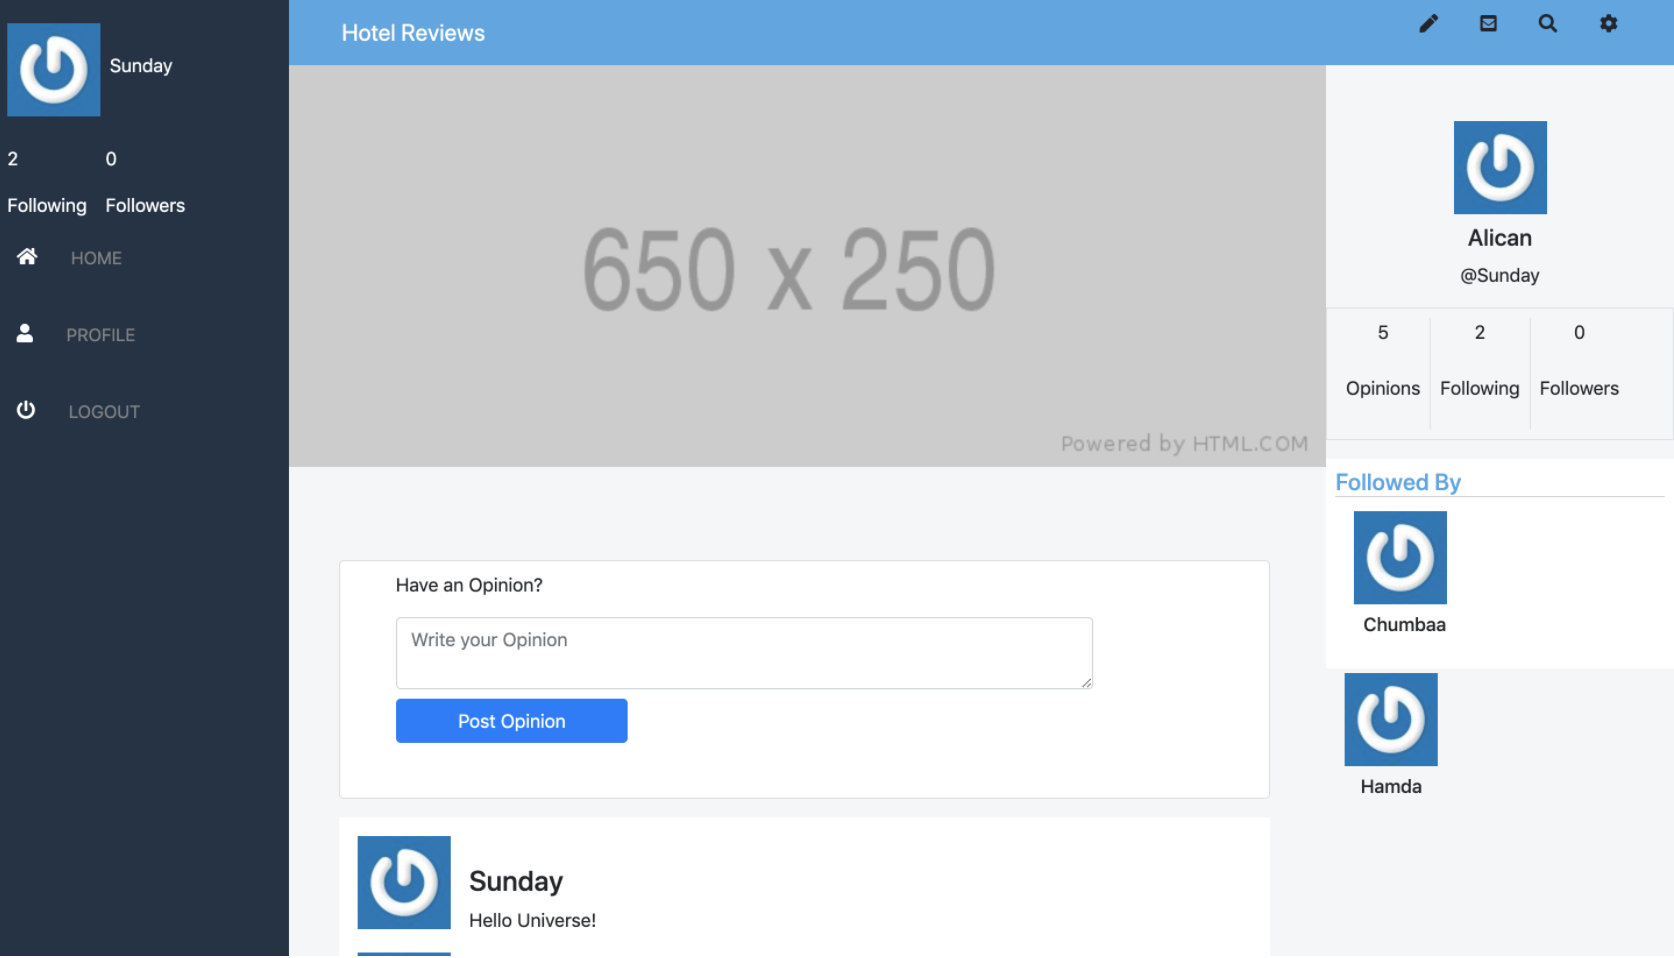 Sunday
2 0
Following Followers
HOME
PROFILE
LOGOUT
Hotel Reviews
650 x 250
Powered by HTML.COM
Have an Opinion?
Write your Opinion
Post Opinion
Sunday
Hello Universe!
Alican
@Sunday
5 2 0
Opinions Following Followers
Followed By
Chumbaa
Hamda